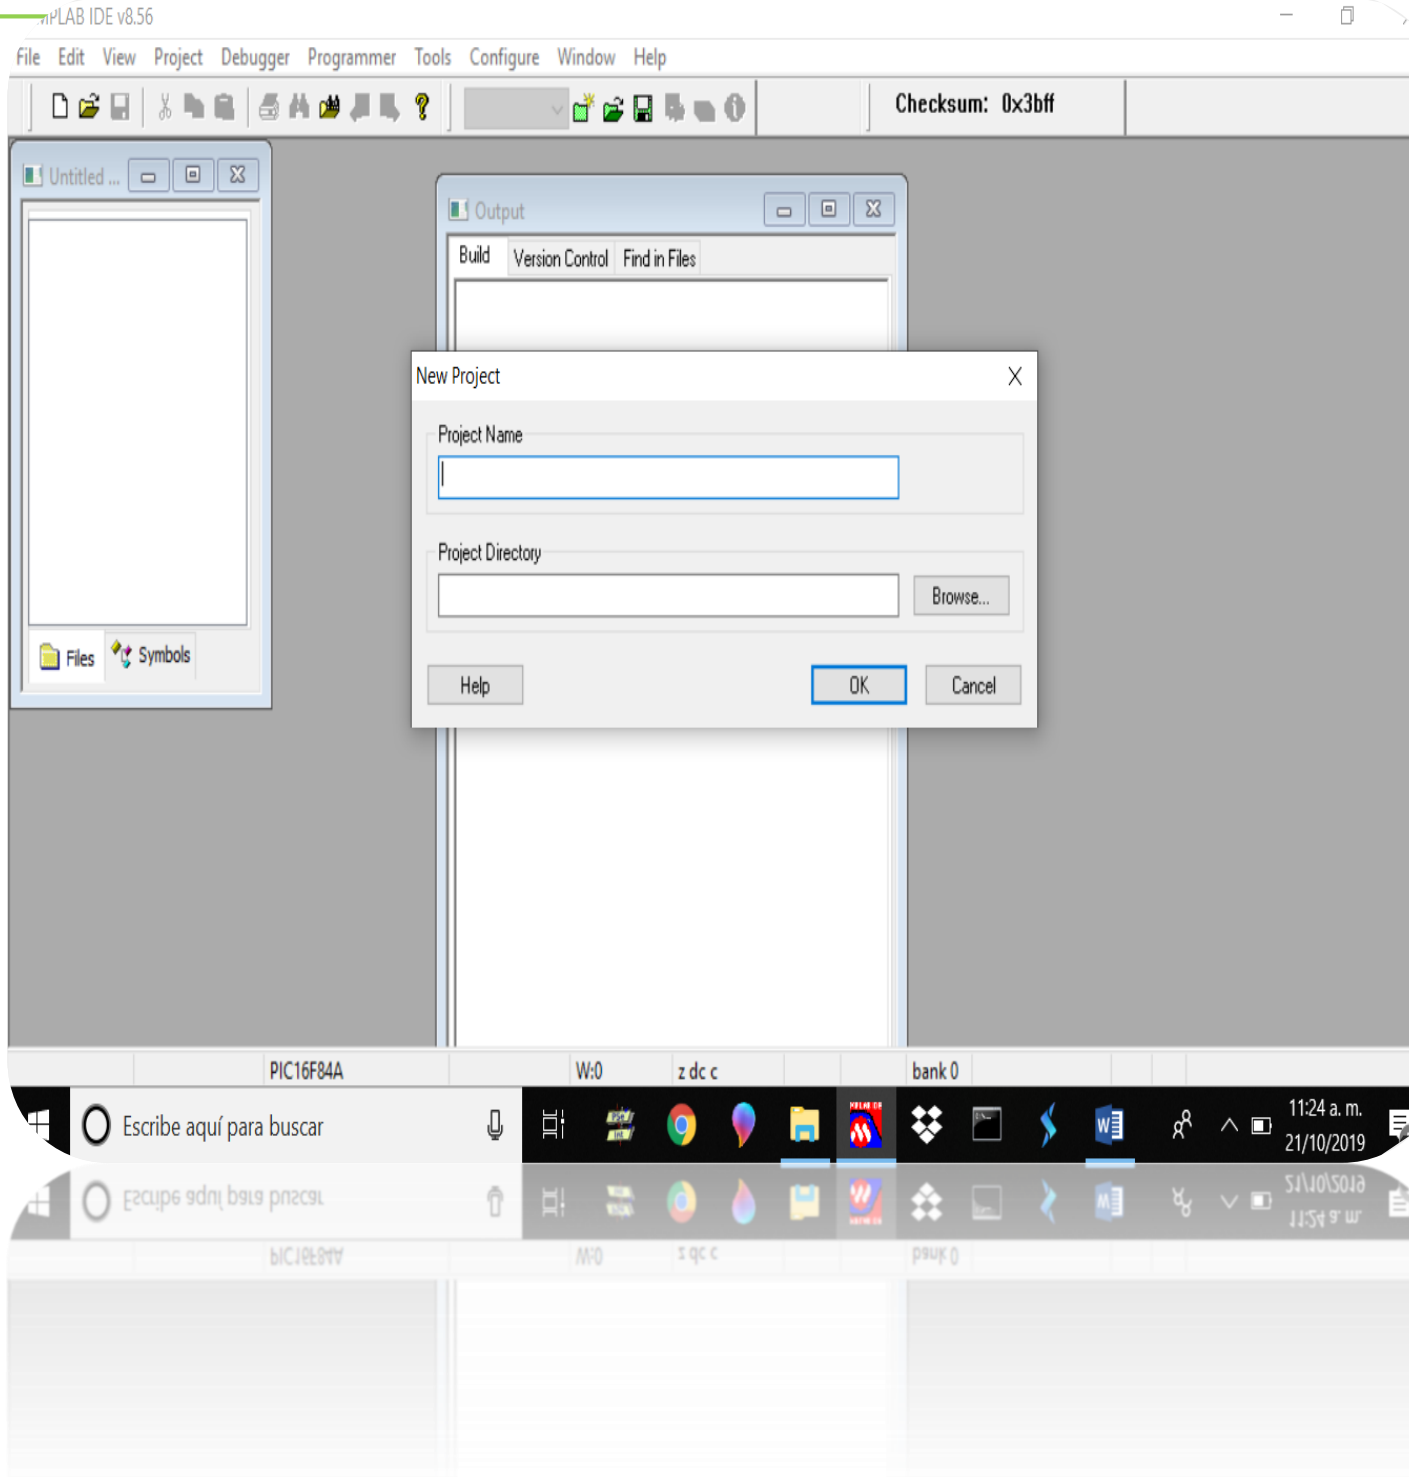 MPLAB IDE v8.56
File Edit View Project Debugger Programmer Tools Configure Window Help
Checksum: 0x3bff
Untitled ...
Output
Build Version Control Find in Files
New Project
Project Name
Project Directory
Browse...
Files Symbols
Help OK Cancel
PIC16F84A W:0 z dc c bank 0
Escribe aquí para buscar
11:24 a. m.
21/10/2019